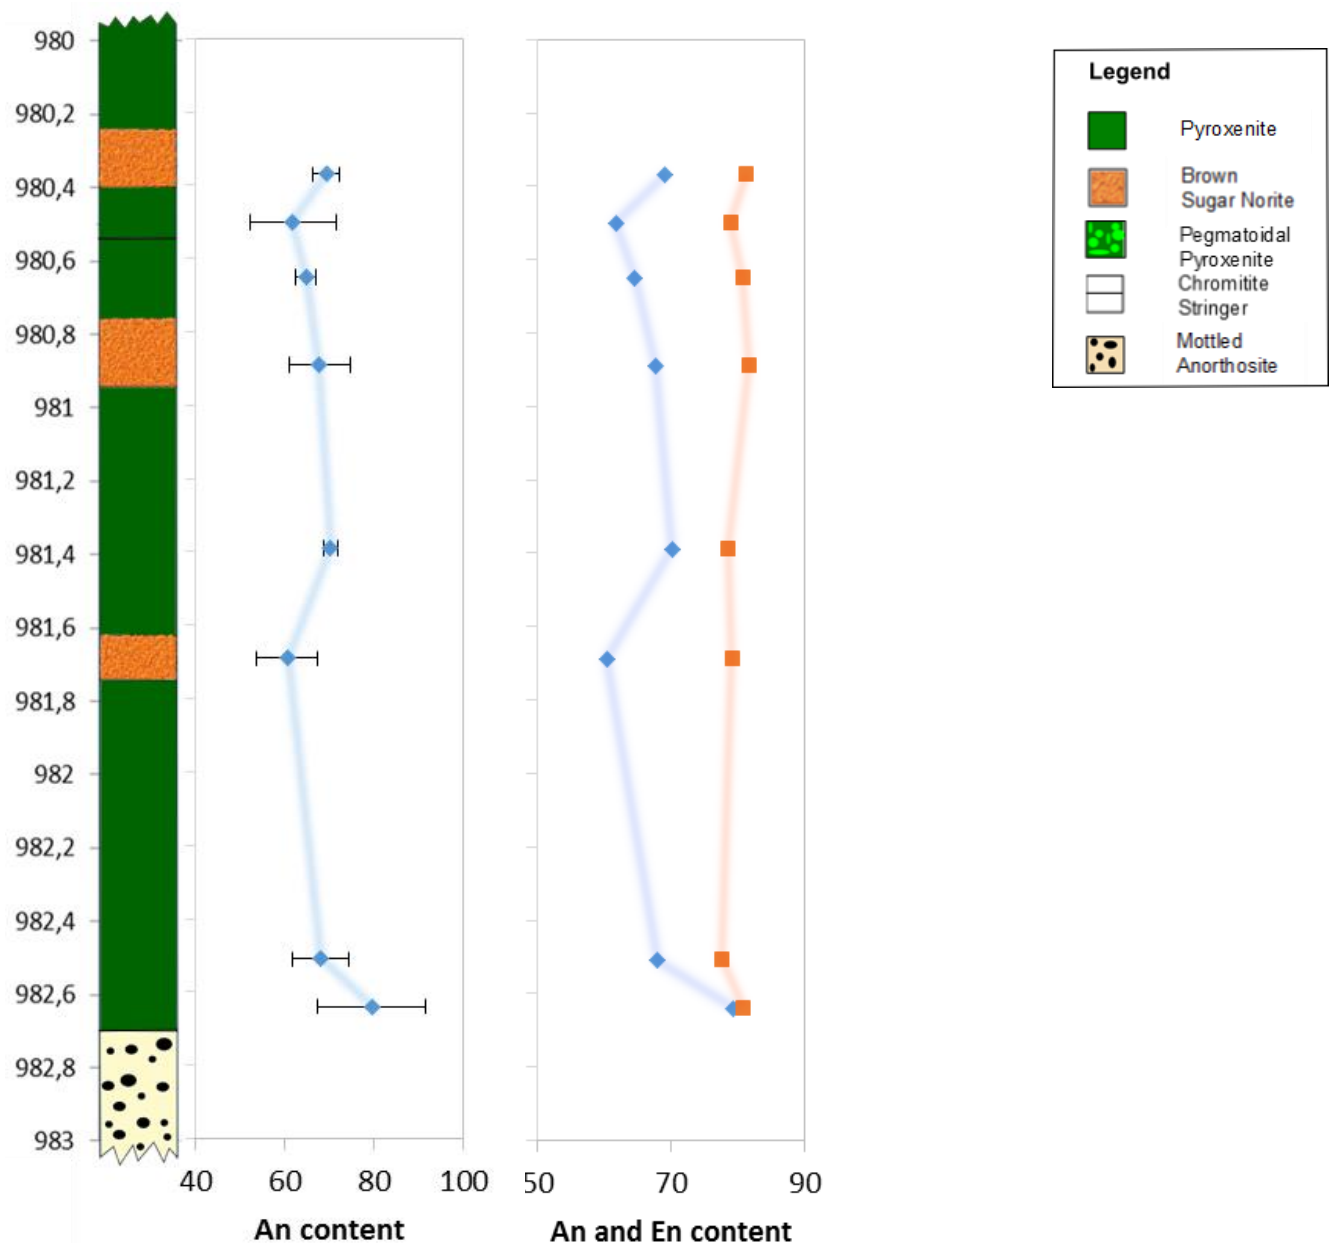 980
980,2
980,4
980,6
980,8
981
981,2
981,4
981,6
981,8
982
982,2
982,4
982,6
982,8
983
40 60 80 100
An content
50 70 90
An and En content
Legend
Pyroxenite
Brown
Sugar Norite
Pegmatoidal
Pyroxenite
Chromitite
Stringer
Mottled
Anorthosite